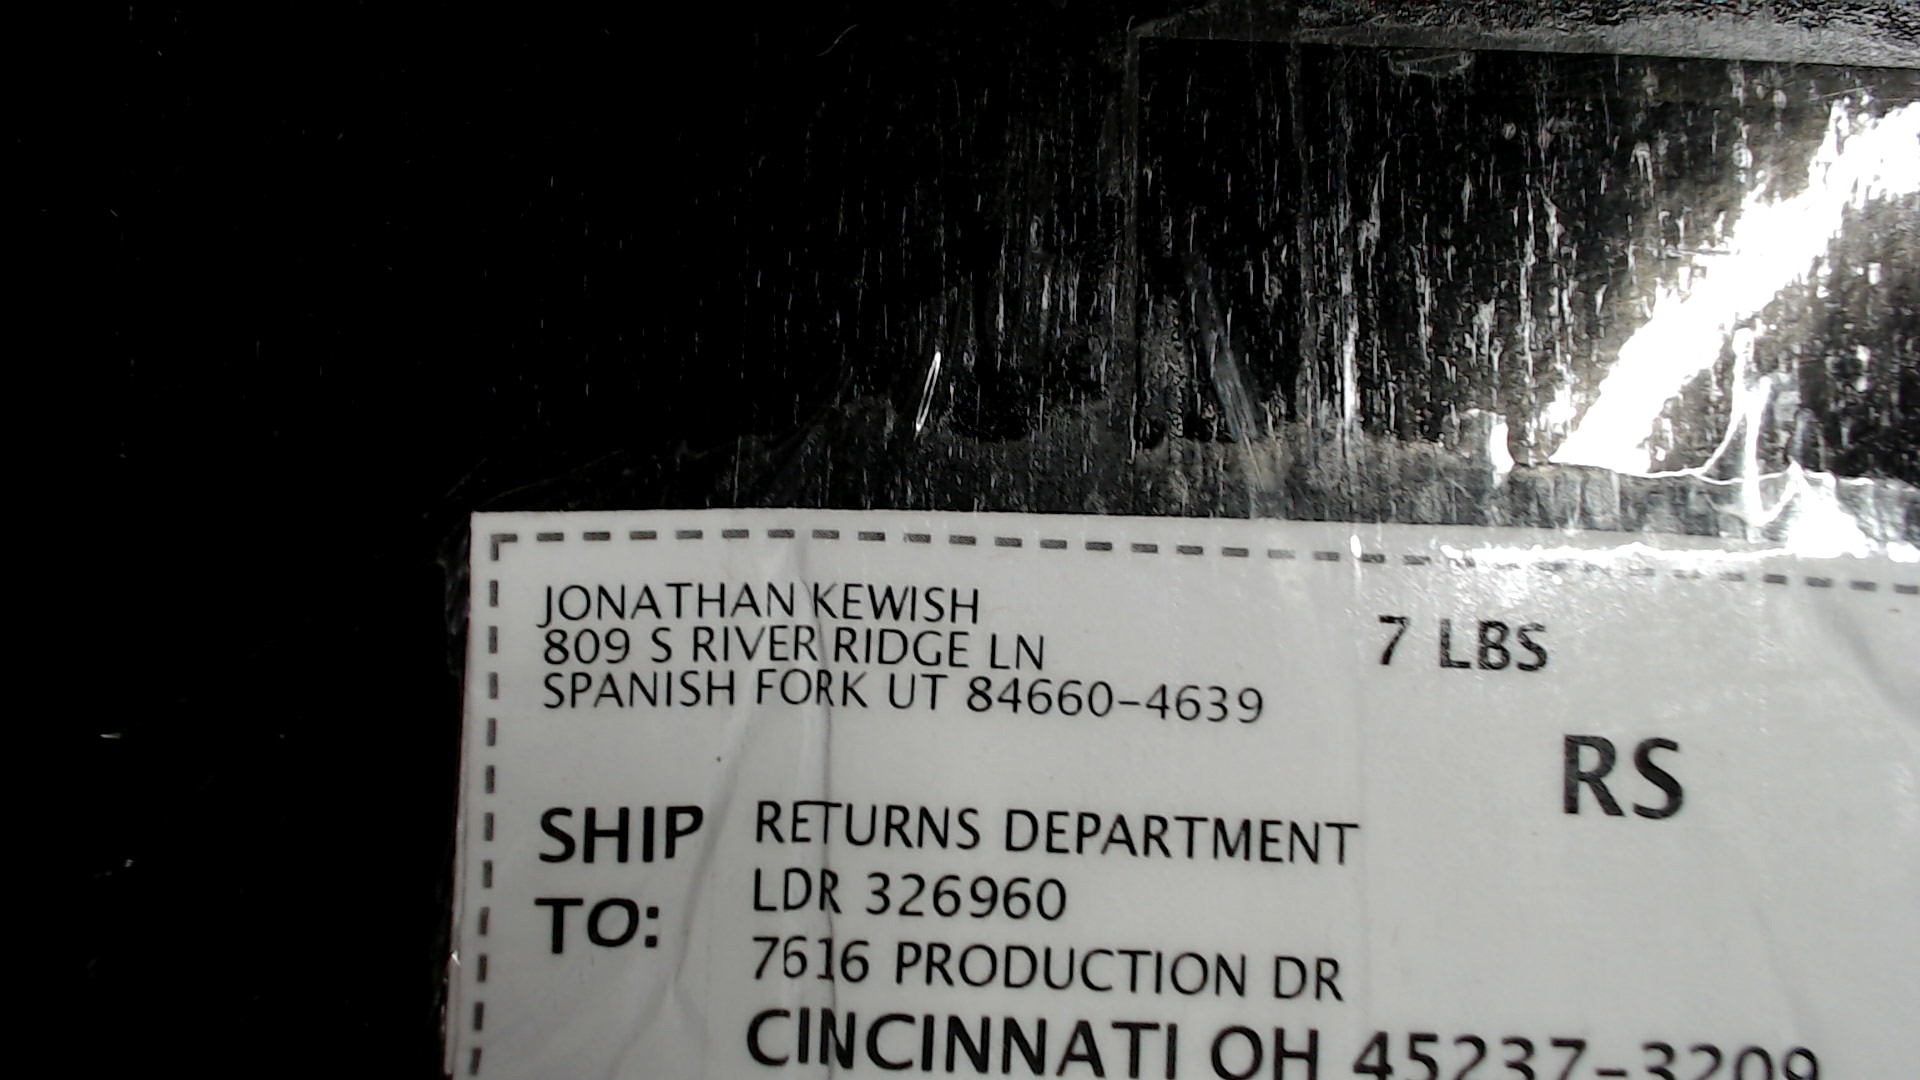 JONATHAN KEWISH
809 S RIVER RIDGE LN
SPANISH FORK UT 84660-4639
7 LBS
RS
SHIP TO:
RETURNS DEPARTMENT
LDR 326960
7616 PRODUCTION DR
CINCINNATI OH 45237-3209